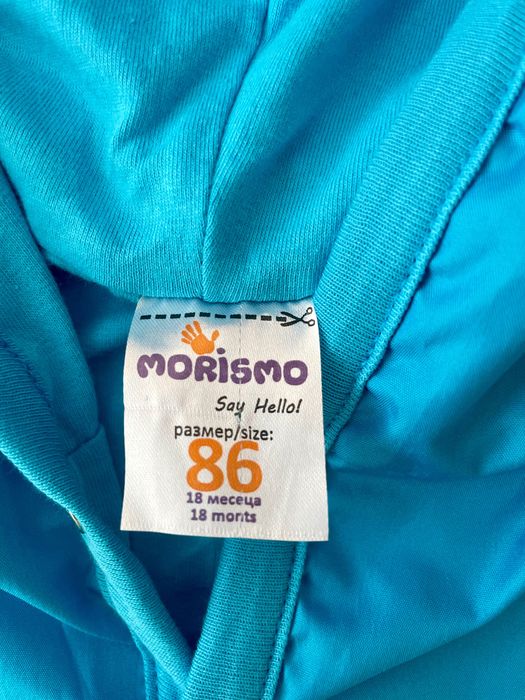 MORiSMO
Say Hello!
размер/size:
86
18 месеца
18 monts